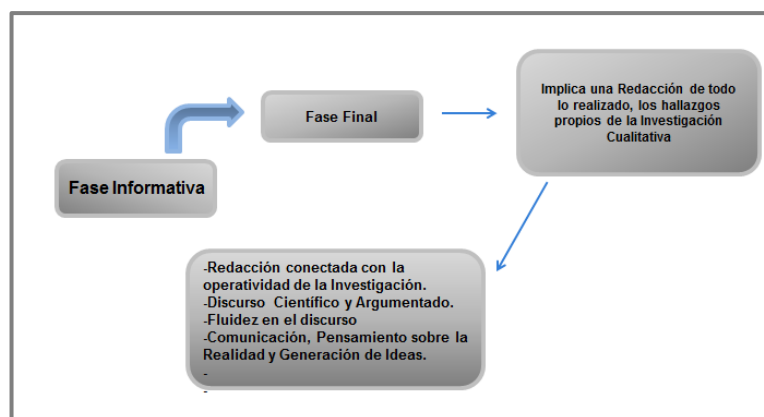 Implica una Redacción de todo
lo realizado, los hallazgos
propios de la Investigación
Cualitativa
Fase Final
Fase Informativa
-Redacción conectada con la
operatividad de la Investigación.
-Discurso Científico y Argumentado.
-Fluidez en el discurso
-Comunicación, Pensamiento sobre la
Realidad y Generación de Ideas.
-
-